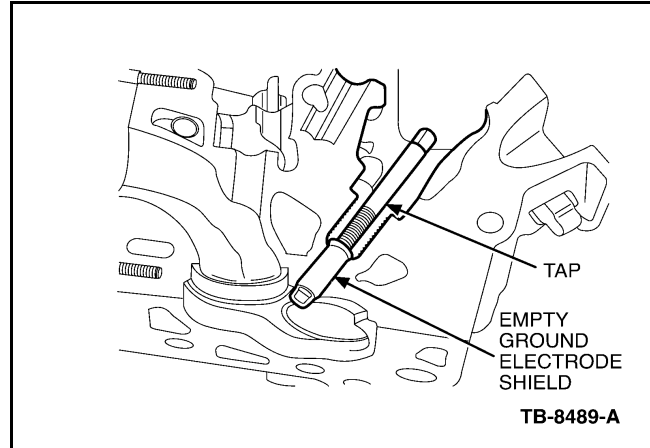 TAP
EMPTY
GROUND
ELECTRODE
SHIELD
TB-8489-A